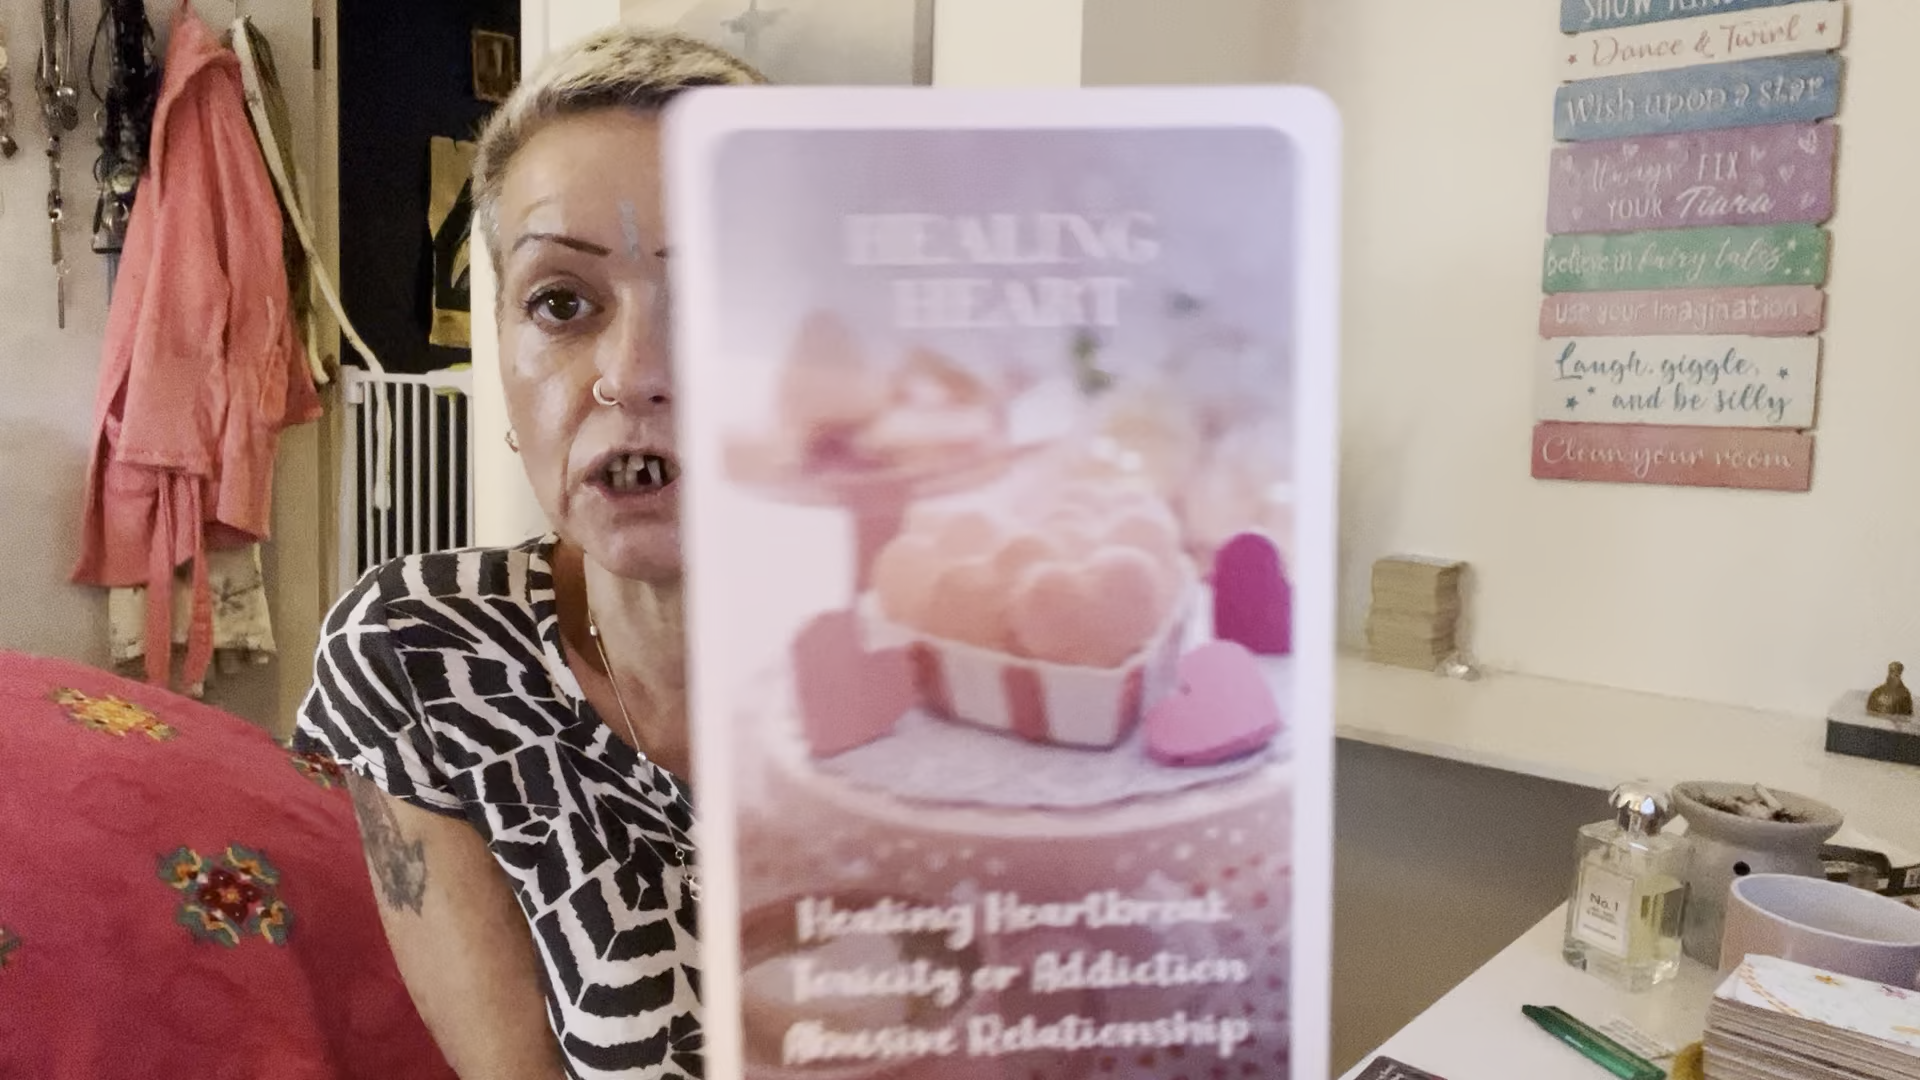 HEALING
HEART
Healing Heartbreak
Toxicity or Addiction
Abusive Relationship
SHOW
Dance & Twirl
Wish upon a star
Always FIX
YOUR Tiara
believe in fairy tales
use your imagination
Laugh, giggle,
and be silly
Clean your room
No.1